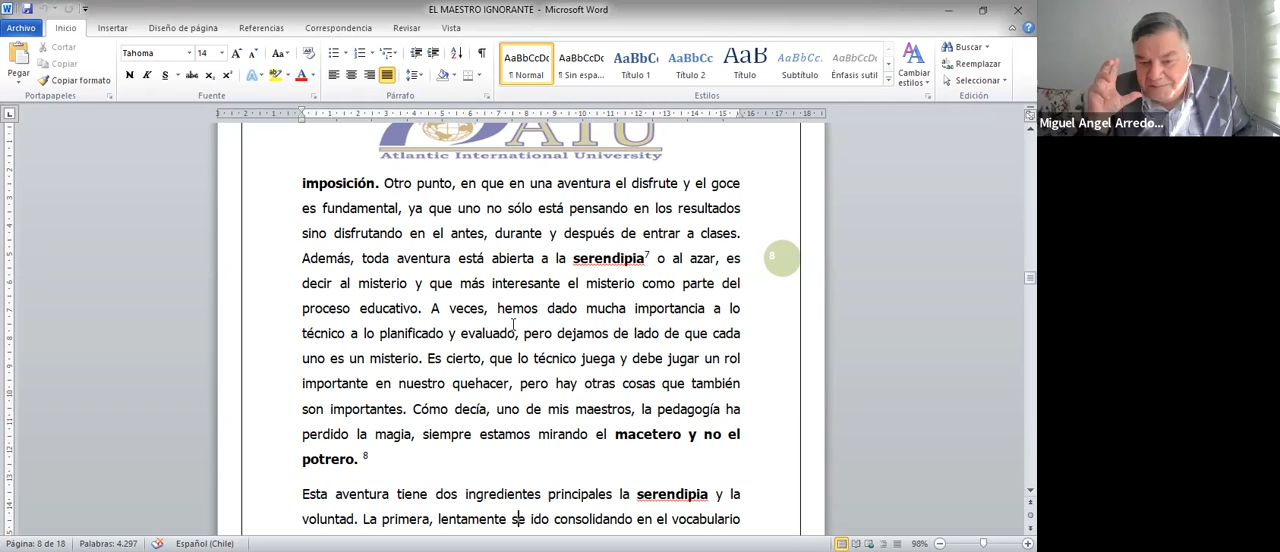 EL MAESTRO IGNORANTE - Microsoft Word
Archivo Inicio Insertar Diseño de página Referencias Correspondencia Revisar Vista
Pegar
Cortar
Copiar
Copiar formato
Portapapeles
Tahoma 14
Fuente
Párrafo
AaBbCcDc AaBbCcDc AaBbC( AaBbCc AaB AaBbCc. AaBbCcDc
¶ Normal ¶ Sin espa... Título 1 Título 2 Título Subtítulo Énfasis sutil
Estilos
Cambiar estilos
Buscar
Reemplazar
Seleccionar
Edición
Miguel Angel Arredo...
AIU
Atlantic International University
imposición. Otro punto, en que en una aventura el disfrute y el goce
es fundamental, ya que uno no sólo está pensando en los resultados
sino disfrutando en el antes, durante y después de entrar a clases.
Además, toda aventura está abierta a la serendipia7 o al azar, es
8
decir al misterio y que más interesante el misterio como parte del
proceso educativo. A veces, hemos dado mucha importancia a lo
técnico a lo planificado y evaluado, pero dejamos de lado de que cada
uno es un misterio. Es cierto, que lo técnico juega y debe jugar un rol
importante en nuestro quehacer, pero hay otras cosas que también
son importantes. Cómo decía, uno de mis maestros, la pedagogía ha
perdido la magia, siempre estamos mirando el macetero y no el
potrero. 8
Esta aventura tiene dos ingredientes principales la serendipia y la
voluntad. La primera, lentamente se ido consolidando en el vocabulario
Página: 8 de 18 Palabras: 4.297 Español (Chile) 98%